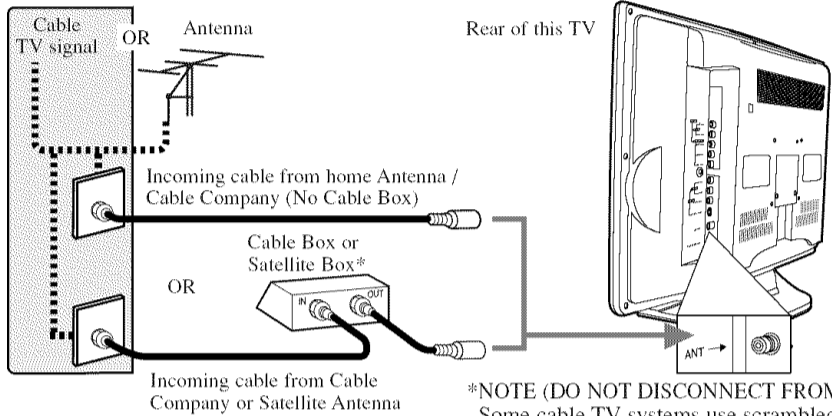 Cable
TV signal
OR
Antenna
Rear of this TV
Incoming cable from home Antenna /
Cable Company (No Cable Box)
Cable Box or
Satellite Box*
OR
IN
OUT
ANT
Incoming cable from Cable
Company or Satellite Antenna
*NOTE (DO NOT DISCONNECT FROM
Some cable TV systems use scrambled